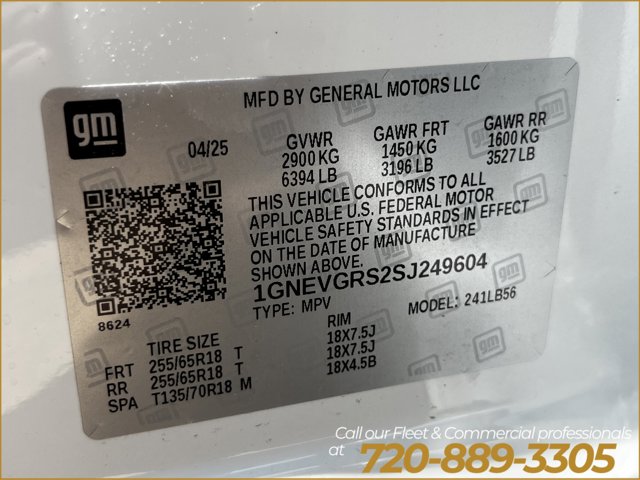 MFD BY GENERAL MOTORS LLC
gm
04/25 GVWR GAWR FRT GAWR RR
2900 KG 1450 KG 1600 KG
6394 LB 3196 LB 3527 LB
THIS VEHICLE CONFORMS TO ALL
APPLICABLE U.S. FEDERAL MOTOR
VEHICLE SAFETY STANDARDS IN EFFECT
ON THE DATE OF MANUFACTURE
SHOWN ABOVE.
1GNEVGRS2SJ249604
TYPE: MPV MODEL: 241LB56
8624
TIRE SIZE RIM
FRT 255/65R18 T 18X7.5J
RR 255/65R18 T 18X7.5J
SPA T135/70R18 M 18X4.5B
Call our Fleet & Commercial professionals
at 720-889-3305